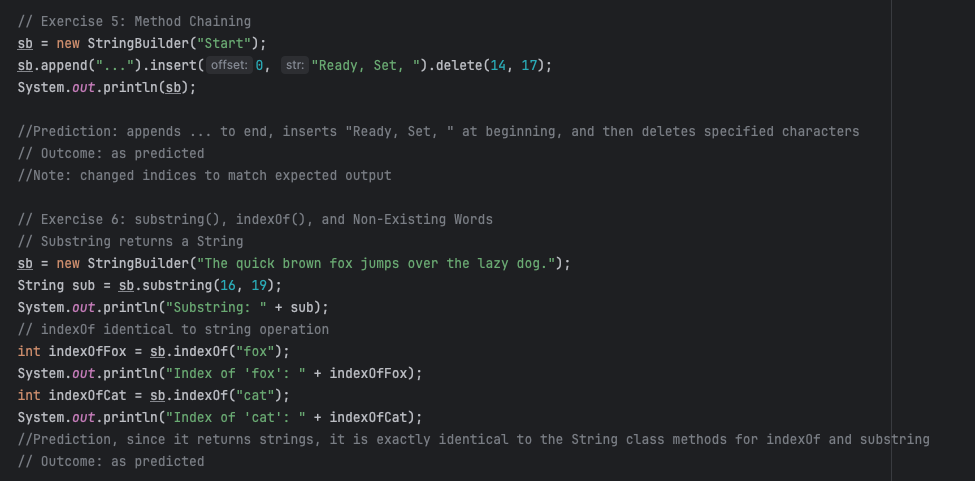 // Exercise 5: Method Chaining
sb = new StringBuilder("Start");
sb.append("...").insert( offset: 0, str: "Ready, Set, ").delete(14, 17);
System.out.println(sb);
//Prediction: appends ... to end, inserts "Ready, Set, " at beginning, and then deletes specified characters
// Outcome: as predicted
//Note: changed indices to match expected output
// Exercise 6: substring(), indexOf(), and Non-Existing Words
// Substring returns a String
sb = new StringBuilder("The quick brown fox jumps over the lazy dog.");
String sub = sb.substring(16, 19);
System.out.println("Substring: " + sub);
// indexOf identical to string operation
int indexOfFox = sb.indexOf("fox");
System.out.println("Index of 'fox': " + indexOfFox);
int indexOfCat = sb.indexOf("cat");
System.out.println("Index of 'cat': " + indexOfCat);
//Prediction, since it returns strings, it is exactly identical to the String class methods for indexOf and substring
// Outcome: as predicted